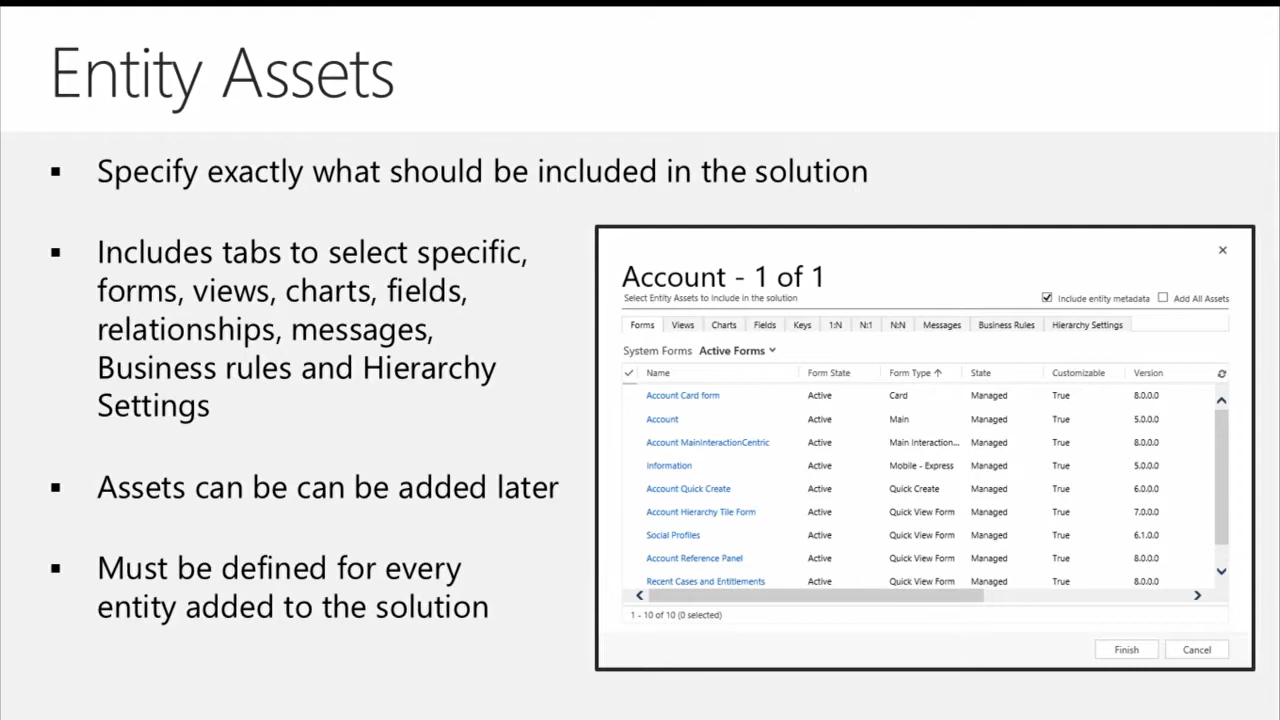 Entity Assets
▪ Specify exactly what should be included in the solution
▪ Includes tabs to select specific,
forms, views, charts, fields,
relationships, messages,
Business rules and Hierarchy
Settings
▪ Assets can be can be added later
▪ Must be defined for every
entity added to the solution
Account - 1 of 1
Select Entity Assets to include in the solution
Include entity metadata Add All Assets
Forms Views Charts Fields Keys 1:N N:1 N:N Messages Business Rules Hierarchy Settings
System Forms Active Forms
Name Form State Form Type ↑ State Customizable Version
Account Card form Active Card Managed True 8.0.0.0
Account Active Main Managed True 5.0.0.0
Account MainInteractionCentric Active Main Interaction... Managed True 8.0.0.0
Information Active Mobile - Express Managed True 5.0.0.0
Account Quick Create Active Quick Create Managed True 6.0.0.0
Account Hierarchy Tile Form Active Quick View Form Managed True 7.0.0.0
Social Profiles Active Quick View Form Managed True 6.1.0.0
Account Reference Panel Active Quick View Form Managed True 8.0.0.0
Recent Cases and Entitlements Active Quick View Form Managed True 8.0.0.0
1 - 10 of 10 (0 selected)
Finish Cancel